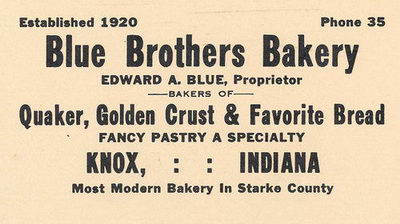 Established 1920 Phone 35
Blue Brothers Bakery
EDWARD A. BLUE, Proprietor
BAKERS OF
Quaker, Golden Crust & Favorite Bread
FANCY PASTRY A SPECIALTY
KNOX, : : INDIANA
Most Modern Bakery In Starke County